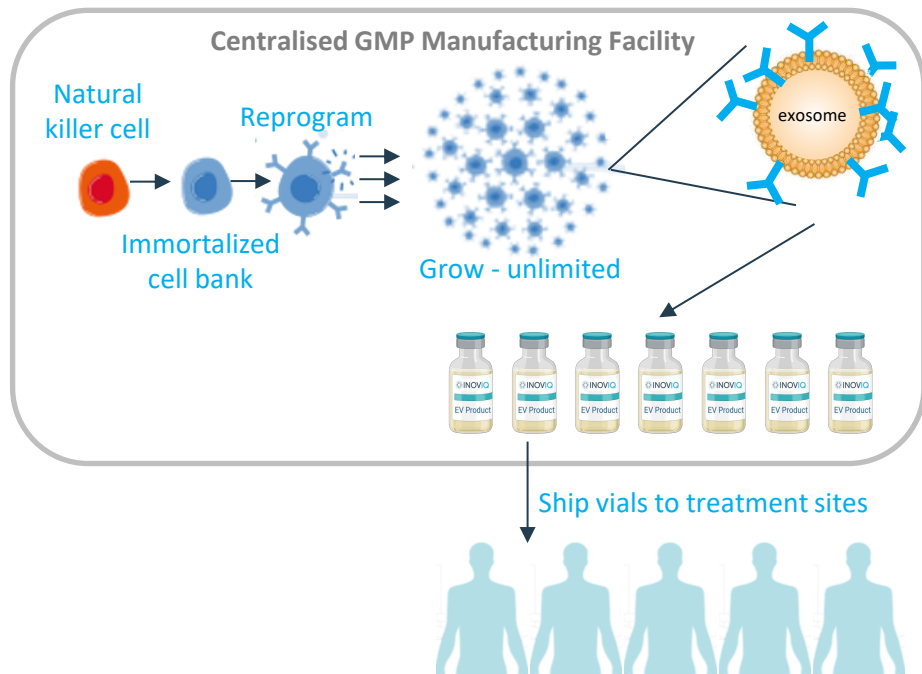 Centralised GMP Manufacturing Facility
Natural
killer cell
Reprogram
exosome
Immortalized
cell bank
Grow - unlimited
INOVIQ
EV Product
INOVIQ
EV Product
INOVIQ
EV Product
INOVIQ
EV Product
INOVIQ
EV Product
INOVIQ
EV Product
INOVIQ
EV Product
Ship vials to treatment sites